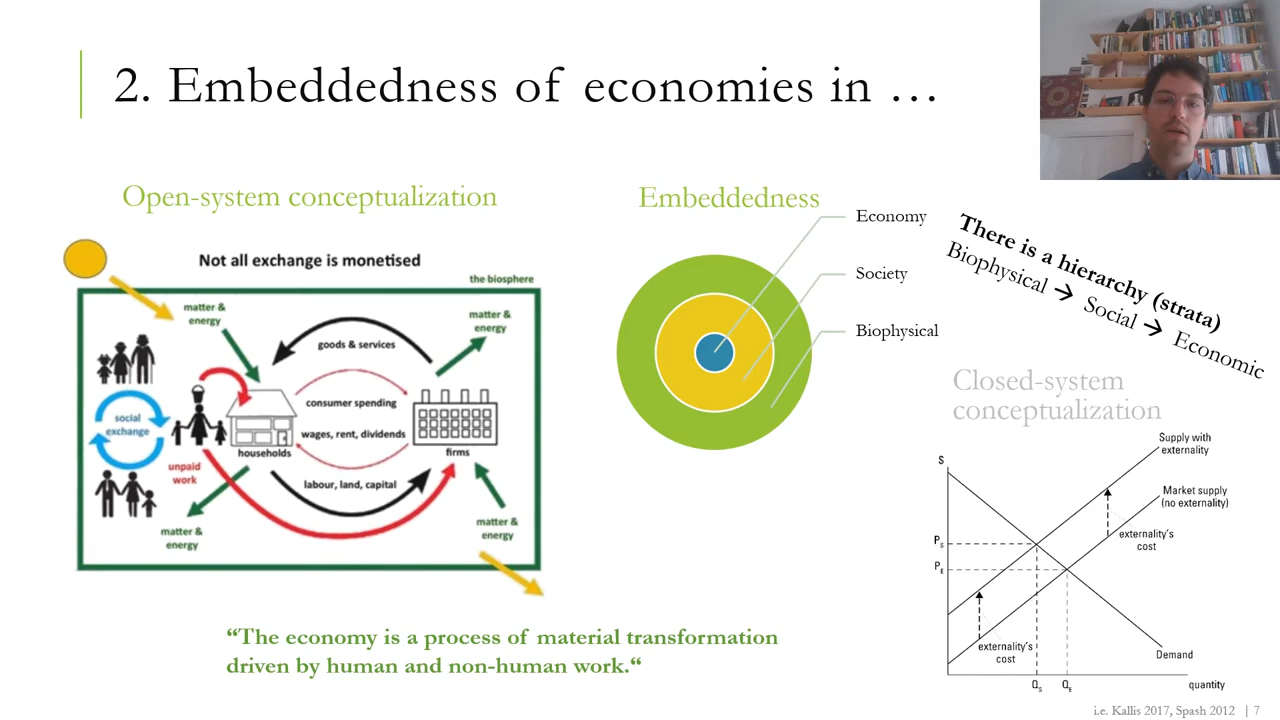 2. Embeddedness of economies in …
Open-system conceptualization
Not all exchange is monetised
the biosphere
matter &
energy
matter &
energy
goods & services
consumer spending
social
exchange
wages, rent, dividends
households
firms
unpaid
work
labour, land, capital
matter &
energy
matter &
energy
“The economy is a process of material transformation
driven by human and non-human work.“
Embeddedness
Economy
Society
Biophysical
There is a hierarchy (strata)
Biophysical → Social → Economic
Closed-system
conceptualization
Supply with
externality
S
Market supply
(no externality)
externality's
cost
PS
PE
externality's
cost
Demand
QS
QE
quantity
i.e. Kallis 2017, Spash 2012 | 7